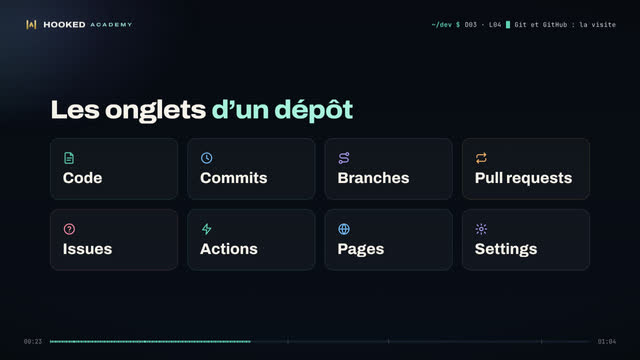 HOOKED ACADEMY
~/dev $ D03 · L04 Git et GitHub : la visite
Les onglets d’un dépôt
Code
Commits
Branches
Pull requests
Issues
Actions
Pages
Settings
00:23
01:04